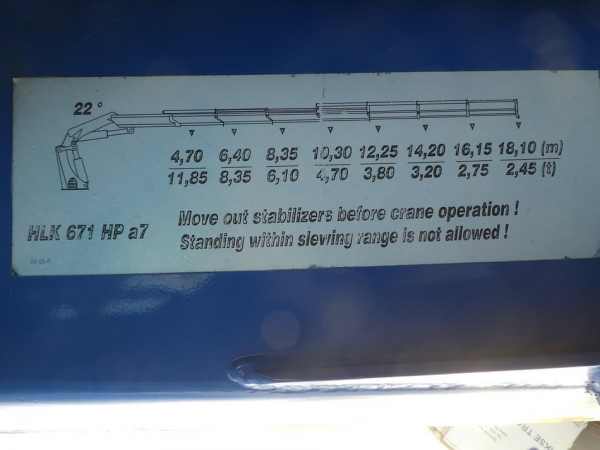 22 °
4,70 6,40 8,35 10,30 12,25 14,20 16,15 18,10 (m)
11,85 8,35 6,10 4,70 3,80 3,20 2,75 2,45 (t)
HLK 671 HP a7
Move out stabilizers before crane operation !
Standing within slevring range is not allowed !